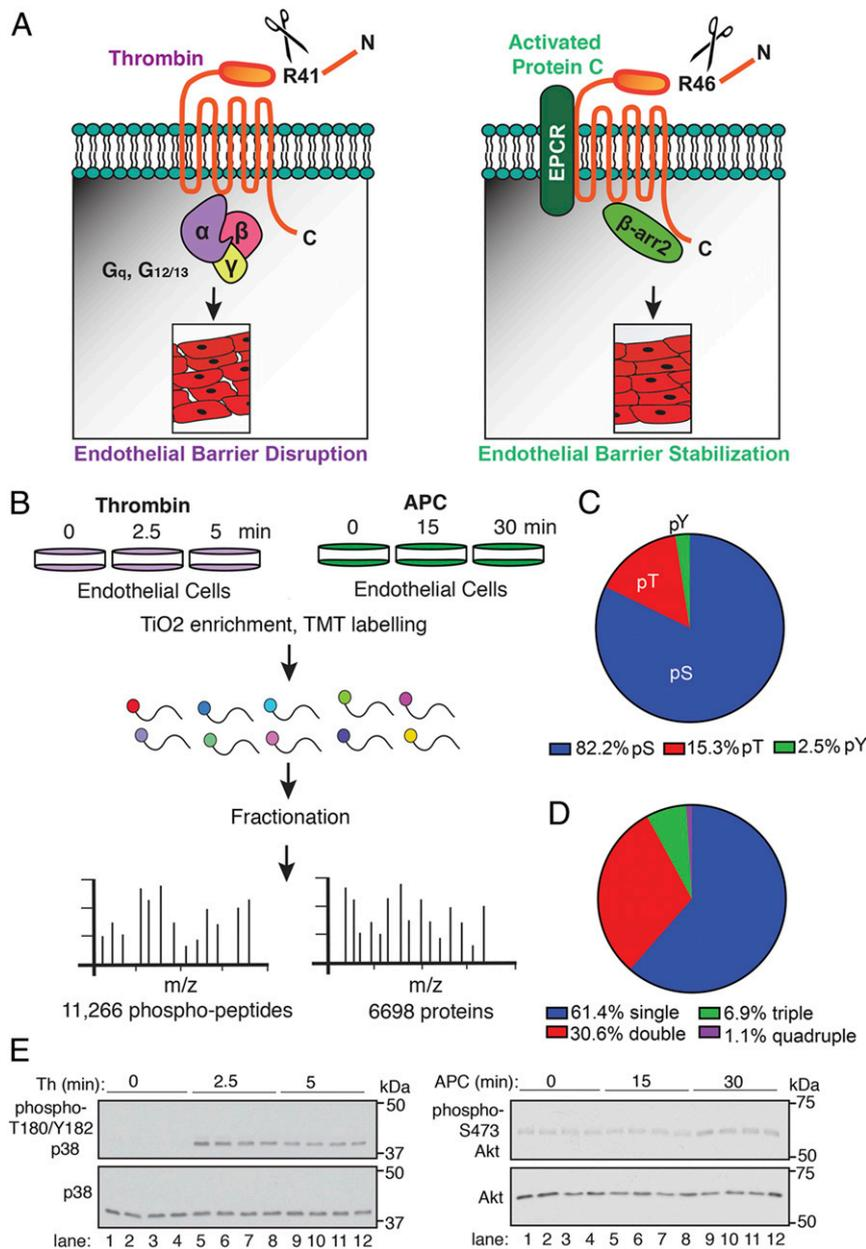 A
Thrombin
R41
N
α
β
γ
C
Gq, G12/13
Endothelial Barrier Disruption
Activated
Protein C
R46
N
EPCR
β-arr2
C
Endothelial Barrier Stabilization
B
Thrombin
0 2.5 5 min
Endothelial Cells
APC
0 15 30 min
Endothelial Cells
TiO2 enrichment, TMT labelling
Fractionation
m/z
11,266 phospho-peptides
m/z
6698 proteins
C
pY
pT
pS
82.2% pS 15.3% pT 2.5% pY
D
61.4% single 6.9% triple
30.6% double 1.1% quadruple
E
Th (min): 0 2.5 5 kDa
phospho-
T180/Y182
p38
50
37
p38
50
37
lane: 1 2 3 4 5 6 7 8 9 10 11 12
APC (min): 0 15 30 kDa
phospho-
S473
Akt
75
50
Akt
75
50
lane: 1 2 3 4 5 6 7 8 9 10 11 12